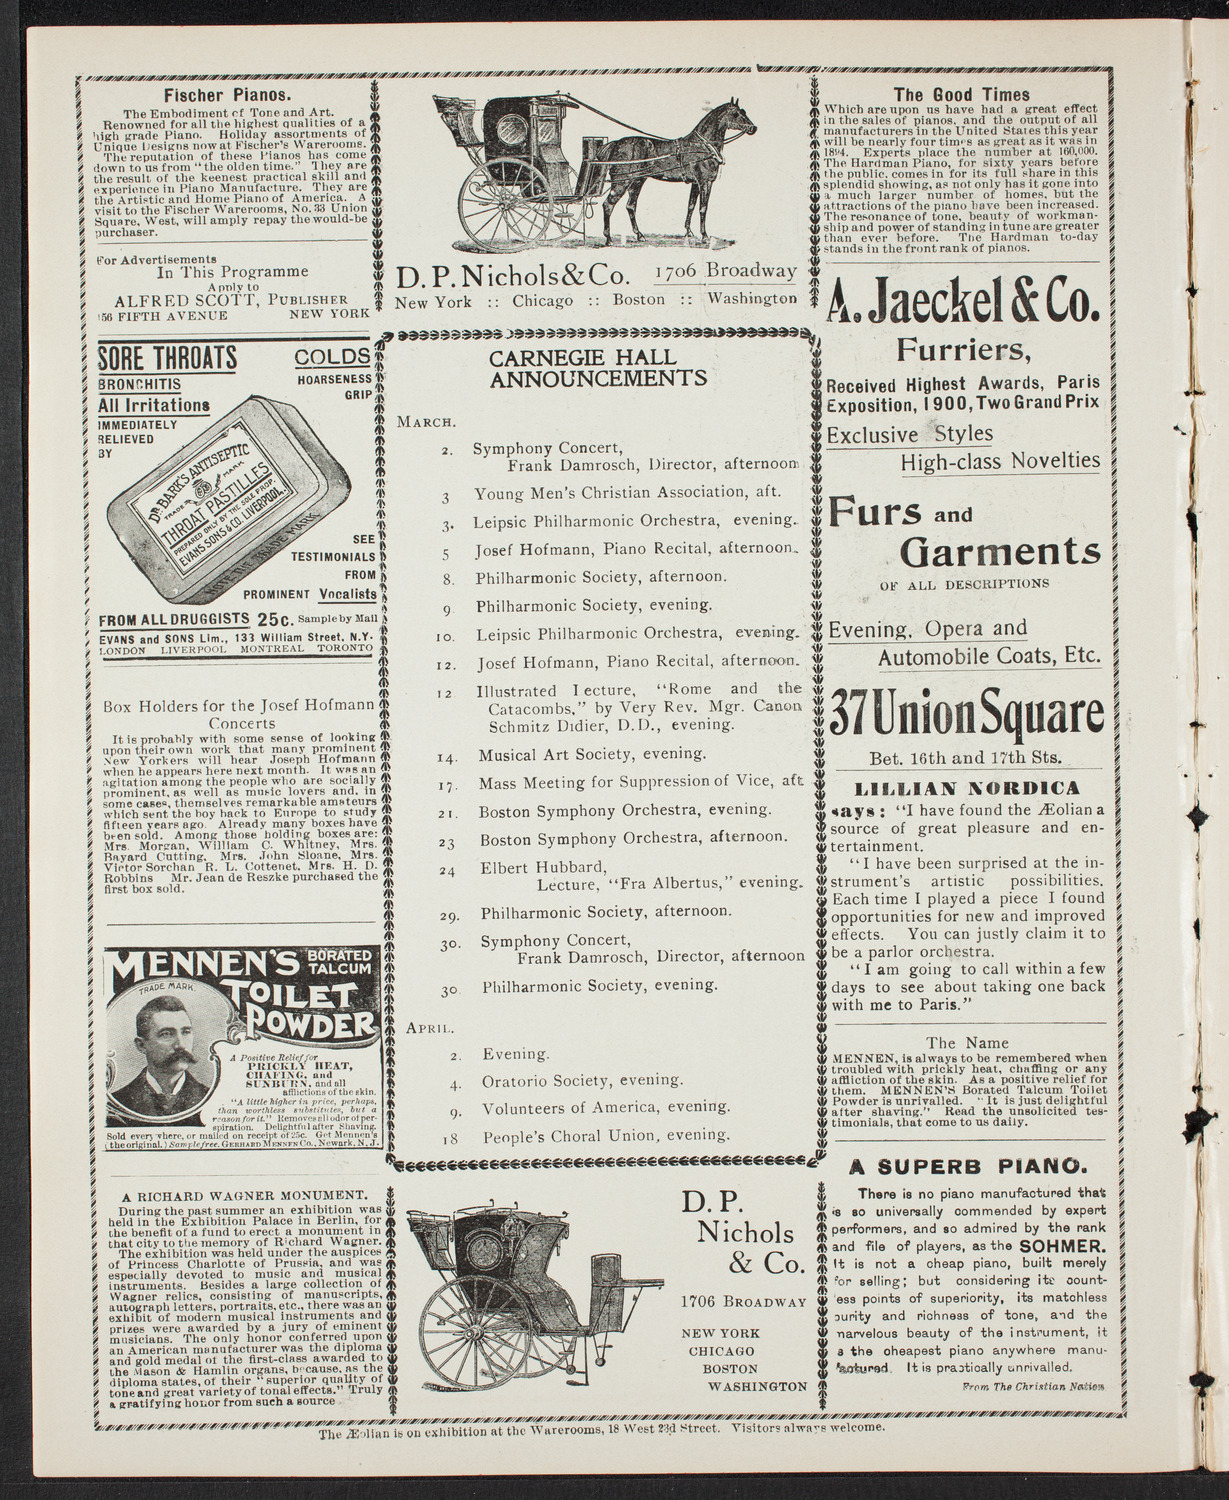 Fischer Pianos.
The Embodiment of Tone and Art.
Renowned for all the highest qualities of a
high grade Piano. Holiday assortments of
Unique Designs now at Fischer's Warerooms.
The reputation of these Pianos has come
down to us from "the olden time." They are
the result of the keenest practical skill and
experience in Piano Manufacture. They are
the Artistic and Home Piano of America. A
visit to the Fischer Warerooms, No. 33 Union
Square, West, will amply repay the would-be
purchaser.
For Advertisements
In This Programme
Apply to
ALFRED SCOTT, PUBLISHER
156 FIFTH AVENUE NEW YORK
SORE THROATS COLDS
BRONCHITIS HOARSENESS
All Irritations GRIP
IMMEDIATELY
RELIEVED
BY
DR. BARK'S ANTISEPTIC
TRADE MARK
THROAT PASTILLES
PREPARED ONLY BY THE SOLE PROP.
EVANS SONS & CO. LIVERPOOL.
NOTE THE TRADE MARK
SEE
TESTIMONIALS
FROM
PROMINENT Vocalists
FROM ALL DRUGGISTS 25c. Sample by Mail
EVANS and SONS Lim., 133 William Street, N.Y.
LONDON LIVERPOOL MONTREAL TORONTO
Box Holders for the Josef Hofmann
Concerts
It is probably with some sense of looking
upon their own work that many prominent
New Yorkers will hear Joseph Hofmann
when he appears here next month. It was an
agitation among the people who are socially
prominent, as well as music lovers and, in
some cases, themselves remarkable amateurs
which sent the boy back to Europe to study
fifteen years ago. Already many boxes have
been sold. Among those holding boxes are:
Mrs. Morgan, William C. Whitney, Mrs.
Bayard Cutting, Mrs. John Sloane, Mrs.
Victor Sorchan R. L. Cottenet, Mrs. H. D.
Robbins Mr. Jean de Reszke purchased the
first box sold.
MENNEN'S BORATED
TALCUM
TOILET
POWDER
TRADE MARK
A Positive Relief for
PRICKLY HEAT,
CHAFING, and
SUNBURN, and all
afflictions of the skin.
"A little higher in price, perhaps,
than worthless substitutes, but a
reason for it." Removes all odor of per-
spiration. Delightful after Shaving.
Sold everywhere, or mailed on receipt of 25c. Get Mennen's
(the original.) Sample free. GERHARD MENNEN CO., Newark, N. J.
A RICHARD WAGNER MONUMENT.
During the past summer an exhibition was
held in the Exhibition Palace in Berlin, for
the benefit of a fund to erect a monument in
that city to the memory of Richard Wagner.
The exhibition was held under the auspices
of Princess Charlotte of Prussia, and was
especially devoted to music and musical
instruments. Besides a large collection of
Wagner relics, consisting of manuscripts,
autograph letters, portraits, etc., there was an
exhibit of modern musical instruments and
prizes were awarded by a jury of eminent
musicians. The only honor conferred upon
an American manufacturer was the diploma
and gold medal of the first-class awarded to
the Mason & Hamlin organs, because, as the
diploma states, of their "superior quality of
tone and great variety of tonal effects." Truly
a gratifying honor from such a source
D. P. Nichols & Co. 1706 Broadway
New York :: Chicago :: Boston :: Washington
CARNEGIE HALL
ANNOUNCEMENTS
MARCH.
2. Symphony Concert,
Frank Damrosch, Director, afternoon
3 Young Men's Christian Association, aft.
3. Leipsic Philharmonic Orchestra, evening.
5 Josef Hofmann, Piano Recital, afternoon.
8. Philharmonic Society, afternoon.
9 Philharmonic Society, evening.
10. Leipsic Philharmonic Orchestra, evening.
12. Josef Hofmann, Piano Recital, afternoon.
12 Illustrated Lecture, "Rome and the
Catacombs," by Very Rev. Mgr. Canon
Schmitz Didier, D.D., evening.
14. Musical Art Society, evening.
17. Mass Meeting for Suppression of Vice, aft
21. Boston Symphony Orchestra, evening.
23 Boston Symphony Orchestra, afternoon.
24 Elbert Hubbard,
Lecture, "Fra Albertus," evening.
29. Philharmonic Society, afternoon.
30. Symphony Concert,
Frank Damrosch, Director, afternoon
30 Philharmonic Society, evening.
APRIL.
2. Evening.
4. Oratorio Society, evening.
9. Volunteers of America, evening.
18 People's Choral Union, evening.
D. P.
Nichols
& Co.
1706 BROADWAY
NEW YORK
CHICAGO
BOSTON
WASHINGTON
The Good Times
Which are upon us have had a great effect
in the sales of pianos, and the output of all
manufacturers in the United States this year
will be nearly four times as great as it was in
1894. Experts place the number at 160,000.
The Hardman Piano, for sixty years before
the public, comes in for its full share in this
splendid showing, as not only has it gone into
a much larger number of homes, but the
attractions of the piano have been increased.
The resonance of tone, beauty of workman-
ship and power of standing in tune are greater
than ever before. The Hardman to-day
stands in the front rank of pianos.
A. Jaeckel & Co.
Furriers,
Received Highest Awards, Paris
Exposition, 1900, Two Grand Prix
Exclusive Styles
High-class Novelties
Furs and
Garments
OF ALL DESCRIPTIONS
Evening, Opera and
Automobile Coats, Etc.
37 Union Square
Bet. 16th and 17th Sts.
LILLIAN NORDICA
says: "I have found the Æolian a
source of great pleasure and en-
tertainment.
"I have been surprised at the in-
strument's artistic possibilities.
Each time I played a piece I found
opportunities for new and improved
effects. You can justly claim it to
be a parlor orchestra.
"I am going to call within a few
days to see about taking one back
with me to Paris."
The Name
MENNEN, is always to be remembered when
troubled with prickly heat, chaffing or any
affliction of the skin. As a positive relief for
them. MENNEN'S Borated Talcum Toilet
Powder is unrivalled. "It is just delightful
after shaving." Read the unsolicited tes-
timonials, that come to us daily.
A SUPERB PIANO.
There is no piano manufactured that
is so universally commended by expert
performers, and so admired by the rank
and file of players, as the SOHMER.
It is not a cheap piano, built merely
for selling; but considering its count-
less points of superiority, its matchless
purity and richness of tone, and the
marvelous beauty of the instrument, it
is the cheapest piano anywhere manu-
factured. It is practically unrivalled.
From The Christian Nation
The Æolian is on exhibition at the Warerooms, 18 West 23d Street. Visitors always welcome.